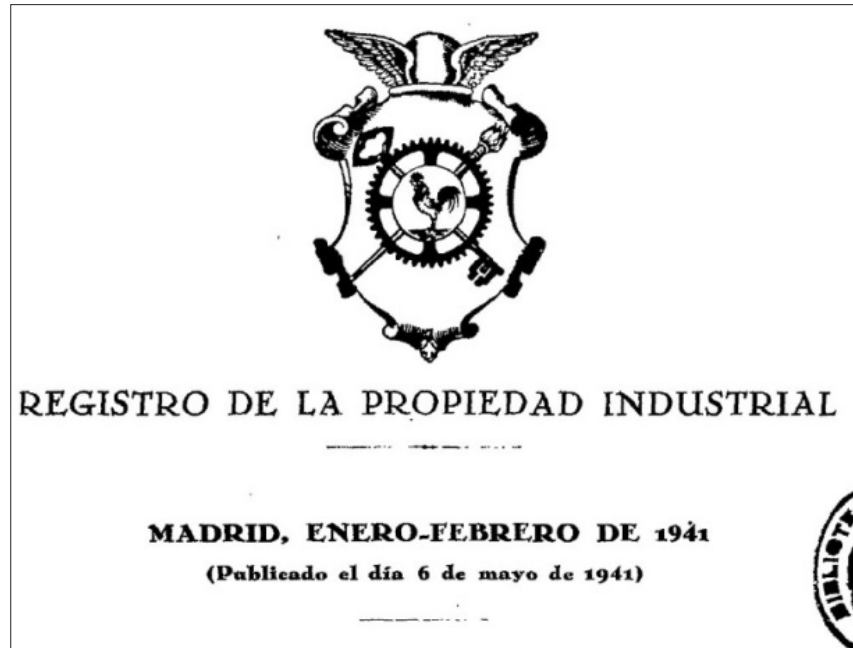 REGISTRO DE LA PROPIEDAD INDUSTRIAL
MADRID, ENERO-FEBRERO DE 1941
(Publicado el día 6 de mayo de 1941)